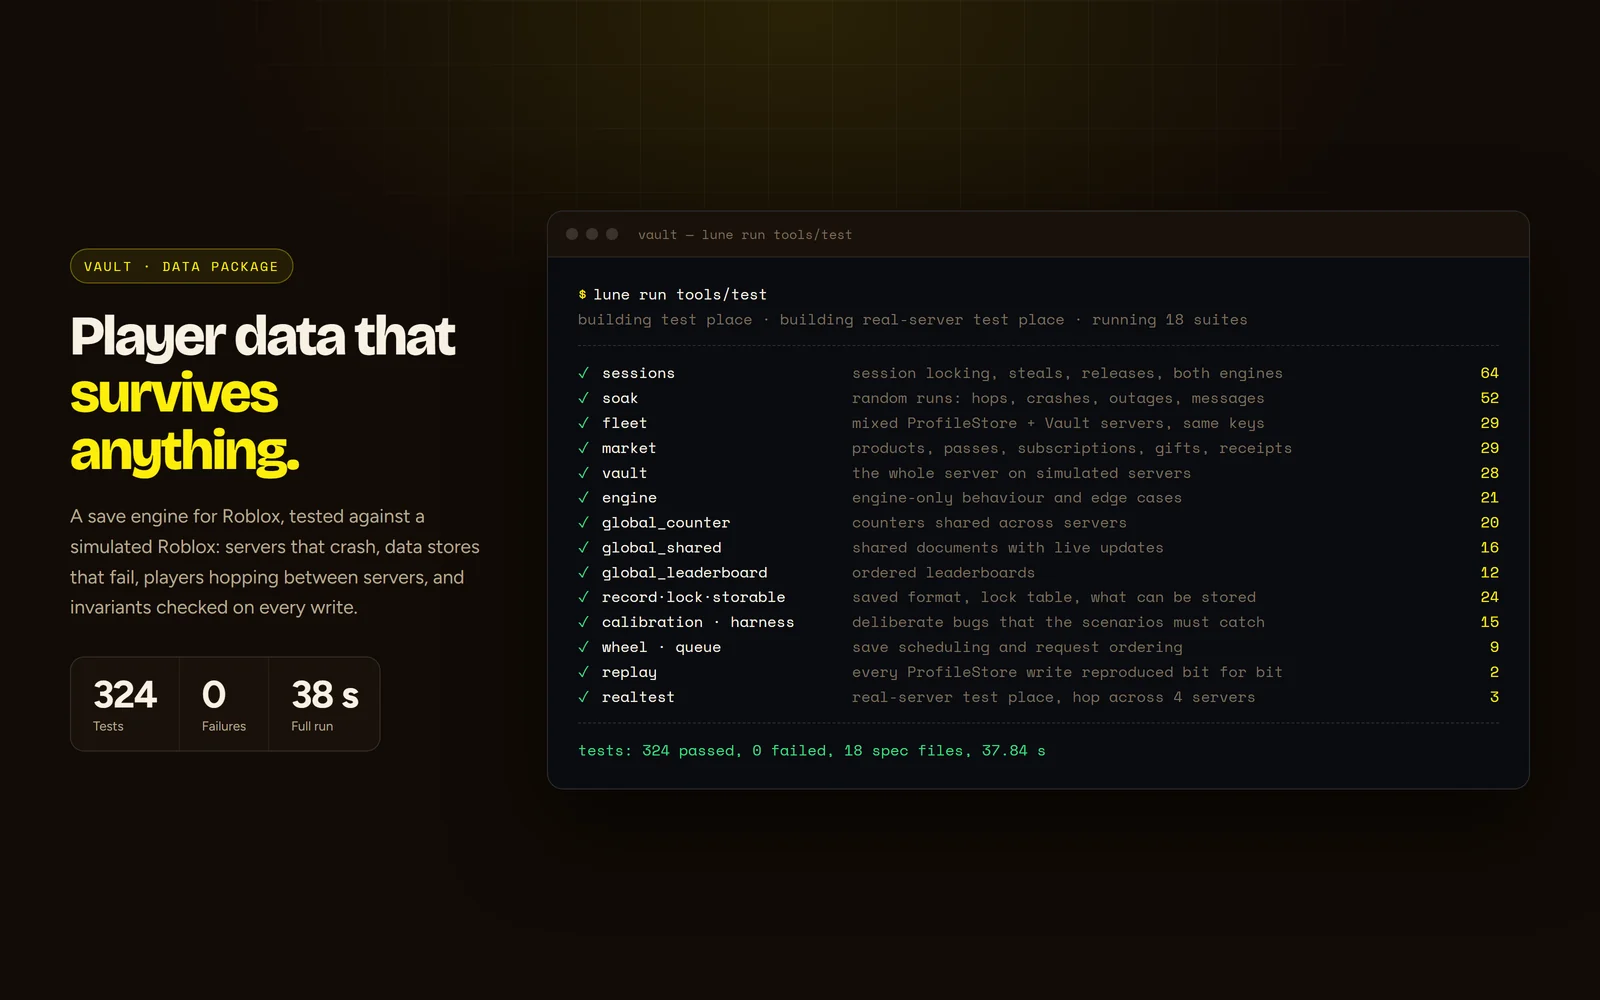 VAULT · DATA PACKAGE
Player data that
survives
anything.
A save engine for Roblox, tested against a
simulated Roblox: servers that crash, data stores
that fail, players hopping between servers, and
invariants checked on every write.
324
Tests
0
Failures
38 s
Full run
vault — lune run tools/test
$ lune run tools/test
building test place · building real-server test place · running 18 suites
✓ sessions session locking, steals, releases, both engines 64
✓ soak random runs: hops, crashes, outages, messages 52
✓ fleet mixed ProfileStore + Vault servers, same keys 29
✓ market products, passes, subscriptions, gifts, receipts 29
✓ vault the whole server on simulated servers 28
✓ engine engine-only behaviour and edge cases 21
✓ global_counter counters shared across servers 20
✓ global_shared shared documents with live updates 16
✓ global_leaderboard ordered leaderboards 12
✓ record·lock·storable saved format, lock table, what can be stored 24
✓ calibration · harness deliberate bugs that the scenarios must catch 15
✓ wheel · queue save scheduling and request ordering 9
✓ replay every ProfileStore write reproduced bit for bit 2
✓ realtest real-server test place, hop across 4 servers 3
tests: 324 passed, 0 failed, 18 spec files, 37.84 s